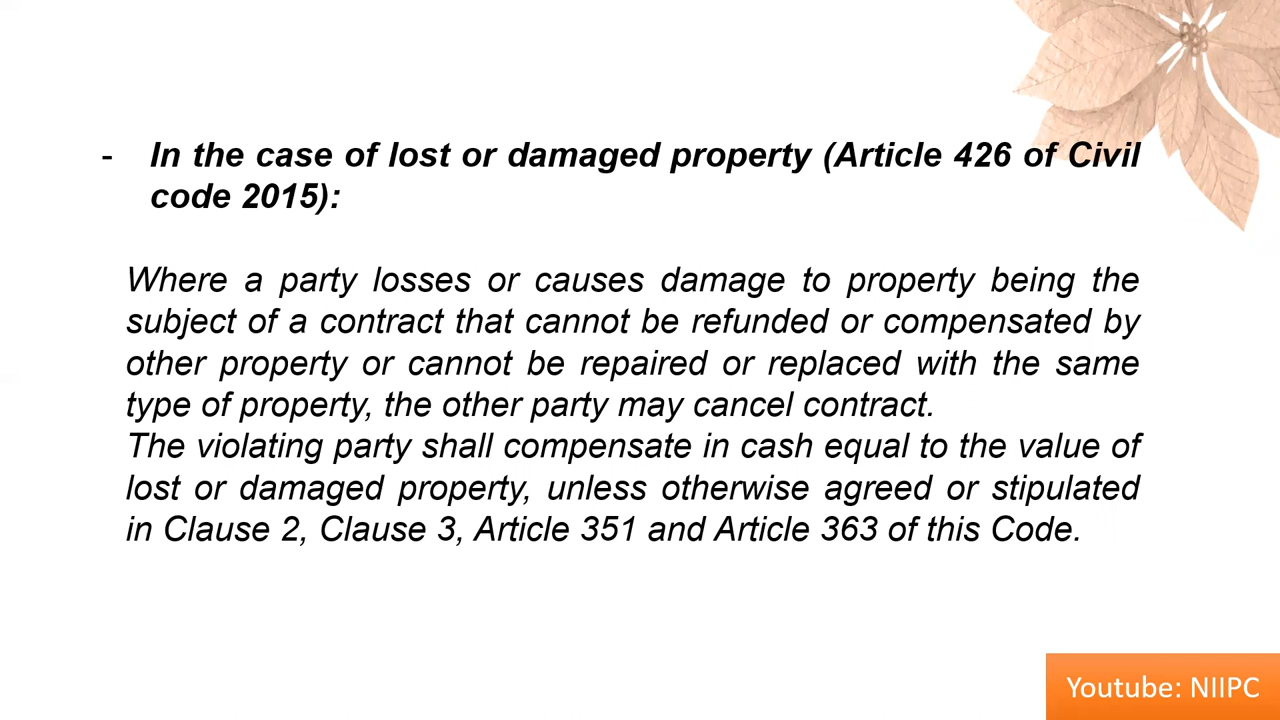 - In the case of lost or damaged property (Article 426 of Civil
code 2015):
Where a party losses or causes damage to property being the
subject of a contract that cannot be refunded or compensated by
other property or cannot be repaired or replaced with the same
type of property, the other party may cancel contract.
The violating party shall compensate in cash equal to the value of
lost or damaged property, unless otherwise agreed or stipulated
in Clause 2, Clause 3, Article 351 and Article 363 of this Code.
Youtube: NIIPC